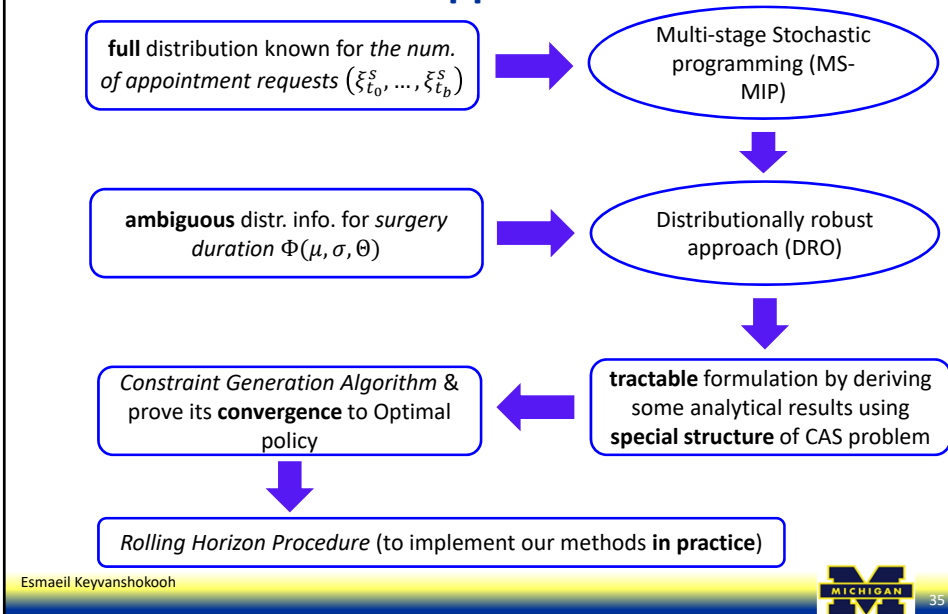 full distribution known for the num.
of appointment requests (ξ^s_{t_0}, …, ξ^s_{t_b})
Multi-stage Stochastic
programming (MS-
MIP)
ambiguous distr. info. for surgery
duration Φ(μ, σ, Θ)
Distributionally robust
approach (DRO)
tractable formulation by deriving
some analytical results using
special structure of CAS problem
Constraint Generation Algorithm &
prove its convergence to Optimal
policy
Rolling Horizon Procedure (to implement our methods in practice)
Esmaeil Keyvanshokooh
MICHIGAN
35